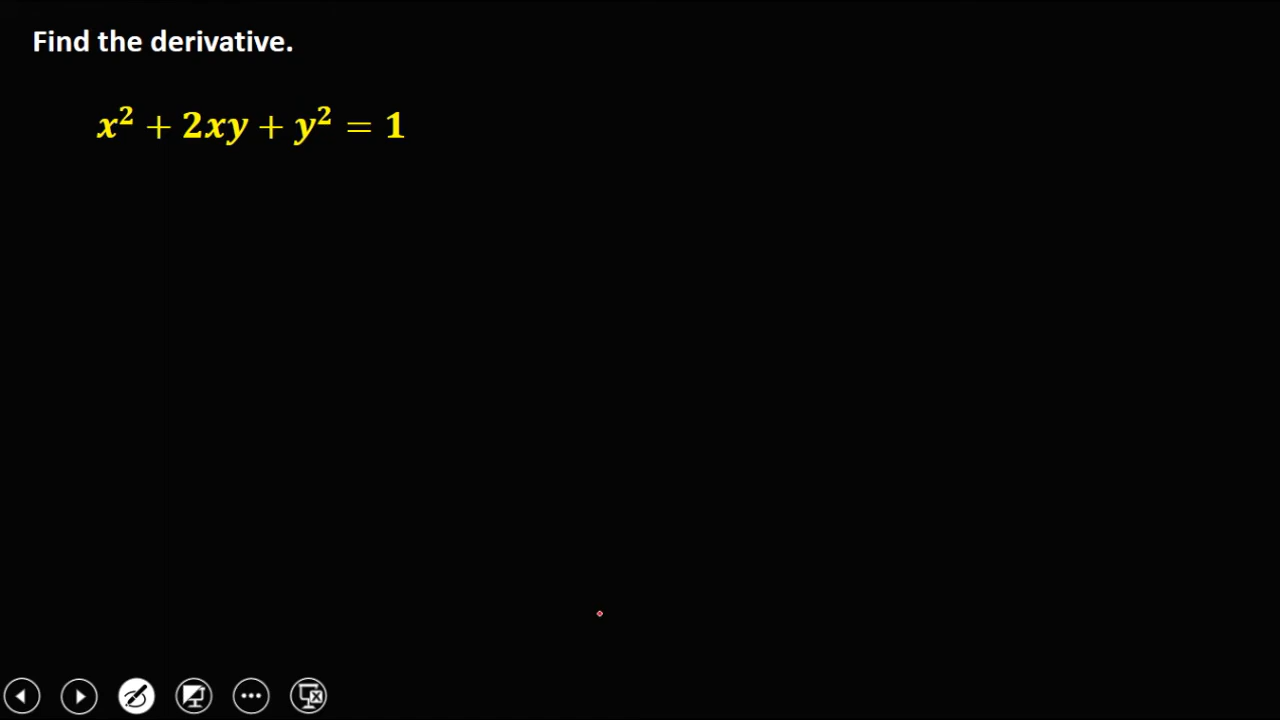 Find the derivative.
x² + 2xy + y² = 1